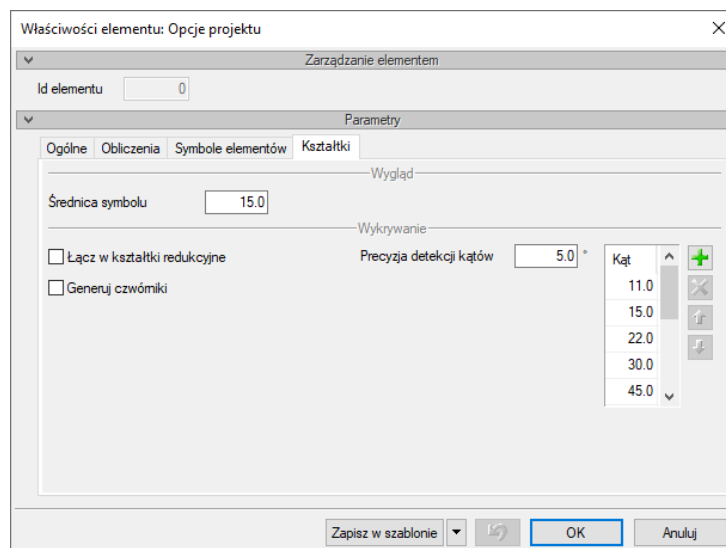 Właściwości elementu: Opcje projektu
Zarządzanie elementem
Id elementu 0
Parametry
Ogólne Obliczenia Symbole elementów Kształtki
Wygląd
Średnica symbolu 15.0
Wykrywanie
Łącz w kształtki redukcyjne Precyzja detekcji kątów 5.0 ° Kąt
Generuj czwórniki 11.0
15.0
22.0
30.0
45.0
Zapisz w szablonie OK Anuluj